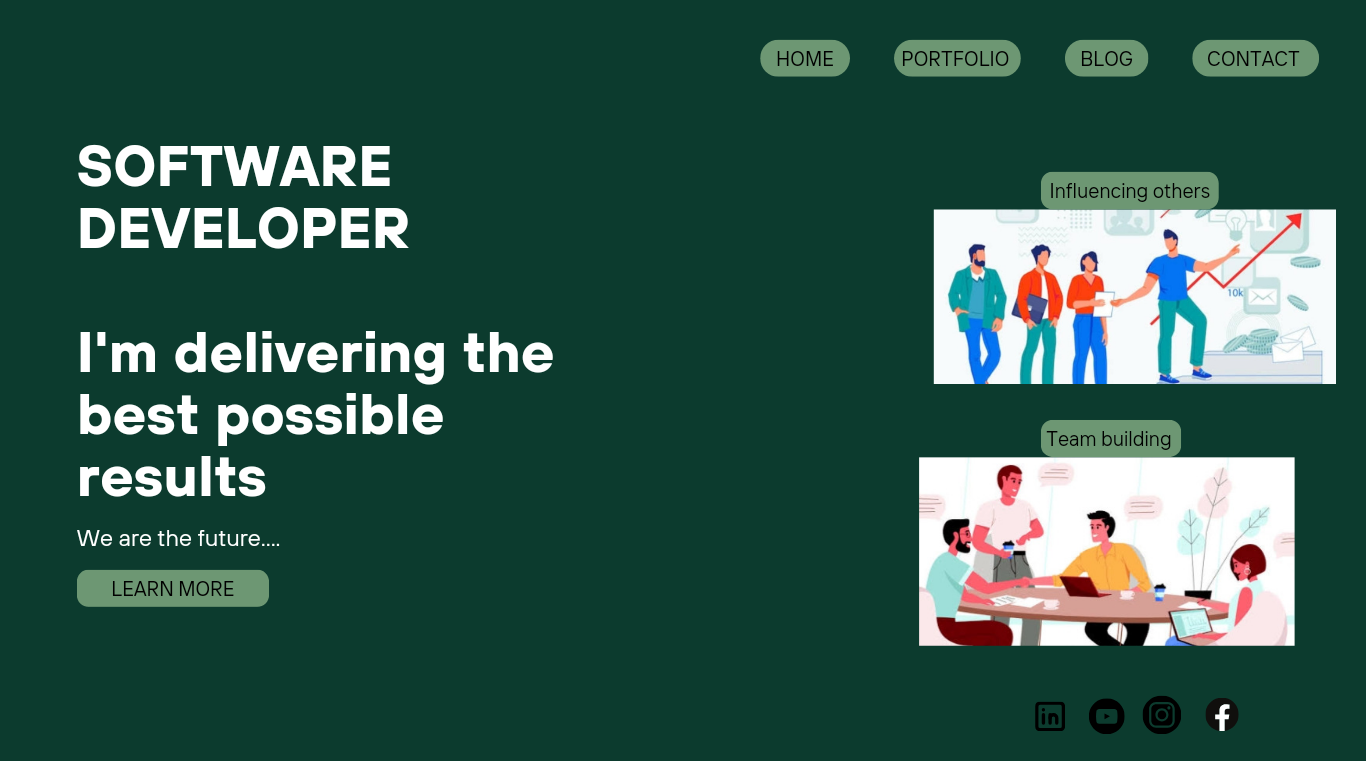 HOME
PORTFOLIO
BLOG
CONTACT
SOFTWARE
DEVELOPER
I'm delivering the
best possible
results
We are the future....
LEARN MORE
Influencing others
10k
Team building